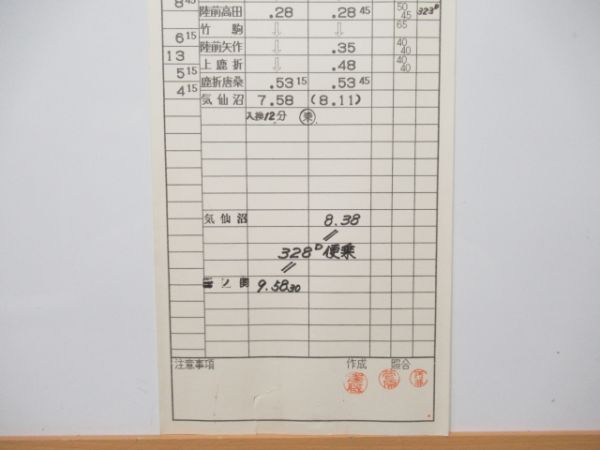 8 45 陸前高田 .28 .28 45 50 45 323D
竹駒 ⇩ ⇩ 65
6 15 陸前矢作 ⇩ .35 40 40
13 上鹿折 ⇩ .48 40 40
5 15 鹿折唐桑 .53 15 .53 45
4 15 気仙沼 7.58 (8.11)
入換12分 乗
気仙沼 8.38
〃
328D便乗
〃
9.58 30
注意事項 作成 照合